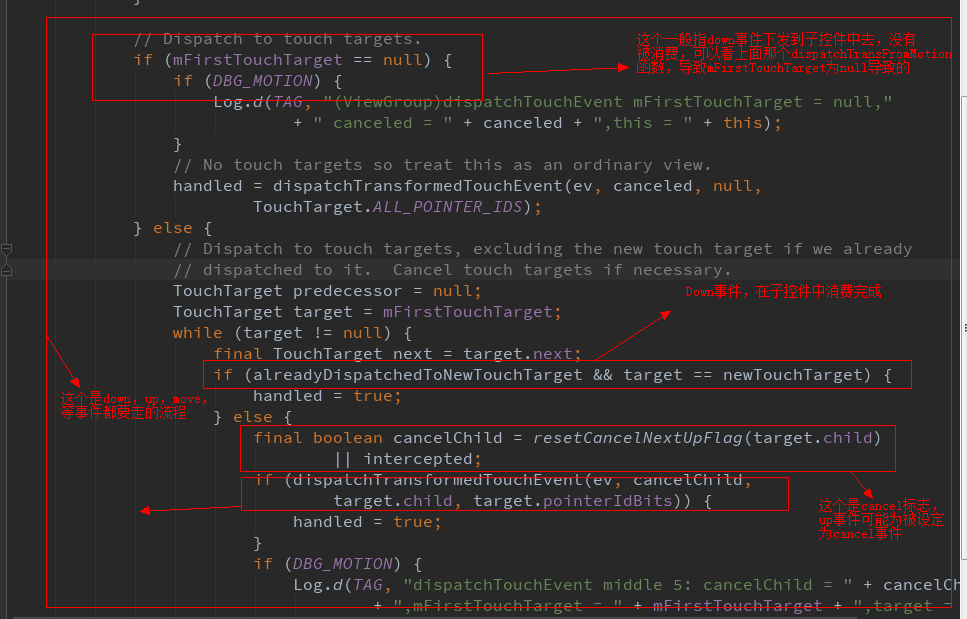 }
// Dispatch to touch targets.
if (mFirstTouchTarget == null) {
if (DBG_MOTION) {
Log.d(TAG, "(ViewGroup)dispatchTouchEvent mFirstTouchTarget = null,"
+ " canceled = " + canceled + ",this = " + this);
}
// No touch targets so treat this as an ordinary view.
handled = dispatchTransformedTouchEvent(ev, canceled, null,
TouchTarget.ALL_POINTER_IDS);
} else {
// Dispatch to touch targets, excluding the new touch target if we already
// dispatched to it.  Cancel touch targets if necessary.
TouchTarget predecessor = null;
TouchTarget target = mFirstTouchTarget;
while (target != null) {
final TouchTarget next = target.next;
if (alreadyDispatchedToNewTouchTarget && target == newTouchTarget) {
handled = true;
} else {
final boolean cancelChild = resetCancelNextUpFlag(target.child)
|| intercepted;
if (dispatchTransformedTouchEvent(ev, cancelChild,
target.child, target.pointerIdBits)) {
handled = true;
}
if (DBG_MOTION) {
Log.d(TAG, "dispatchTouchEvent middle 5: cancelChild = " + cancelCh
+ ",mFirstTouchTarget = " + mFirstTouchTarget + ",target =
这个一般指down事件下发到子控件中去，没有
被消费，可以看上面那个dispatchTransFromMotion
函数，导致mFirstTouchTarget为null导致的
Down事件，在子控件中消费完成
这个是down，up，move，
等事件都要走的流程
这个是cancel标志，
up事件可能为被设定
为cancel事件